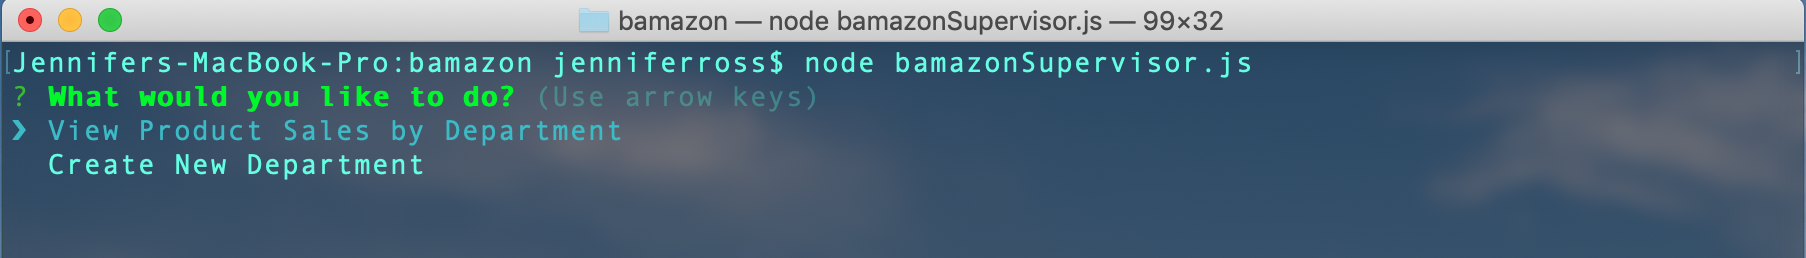 bamazon — node bamazonSupervisor.js — 99×32
[Jennifers-MacBook-Pro:bamazon jenniferross$ node bamazonSupervisor.js ]
? What would you like to do? (Use arrow keys)
❯ View Product Sales by Department
Create New Department